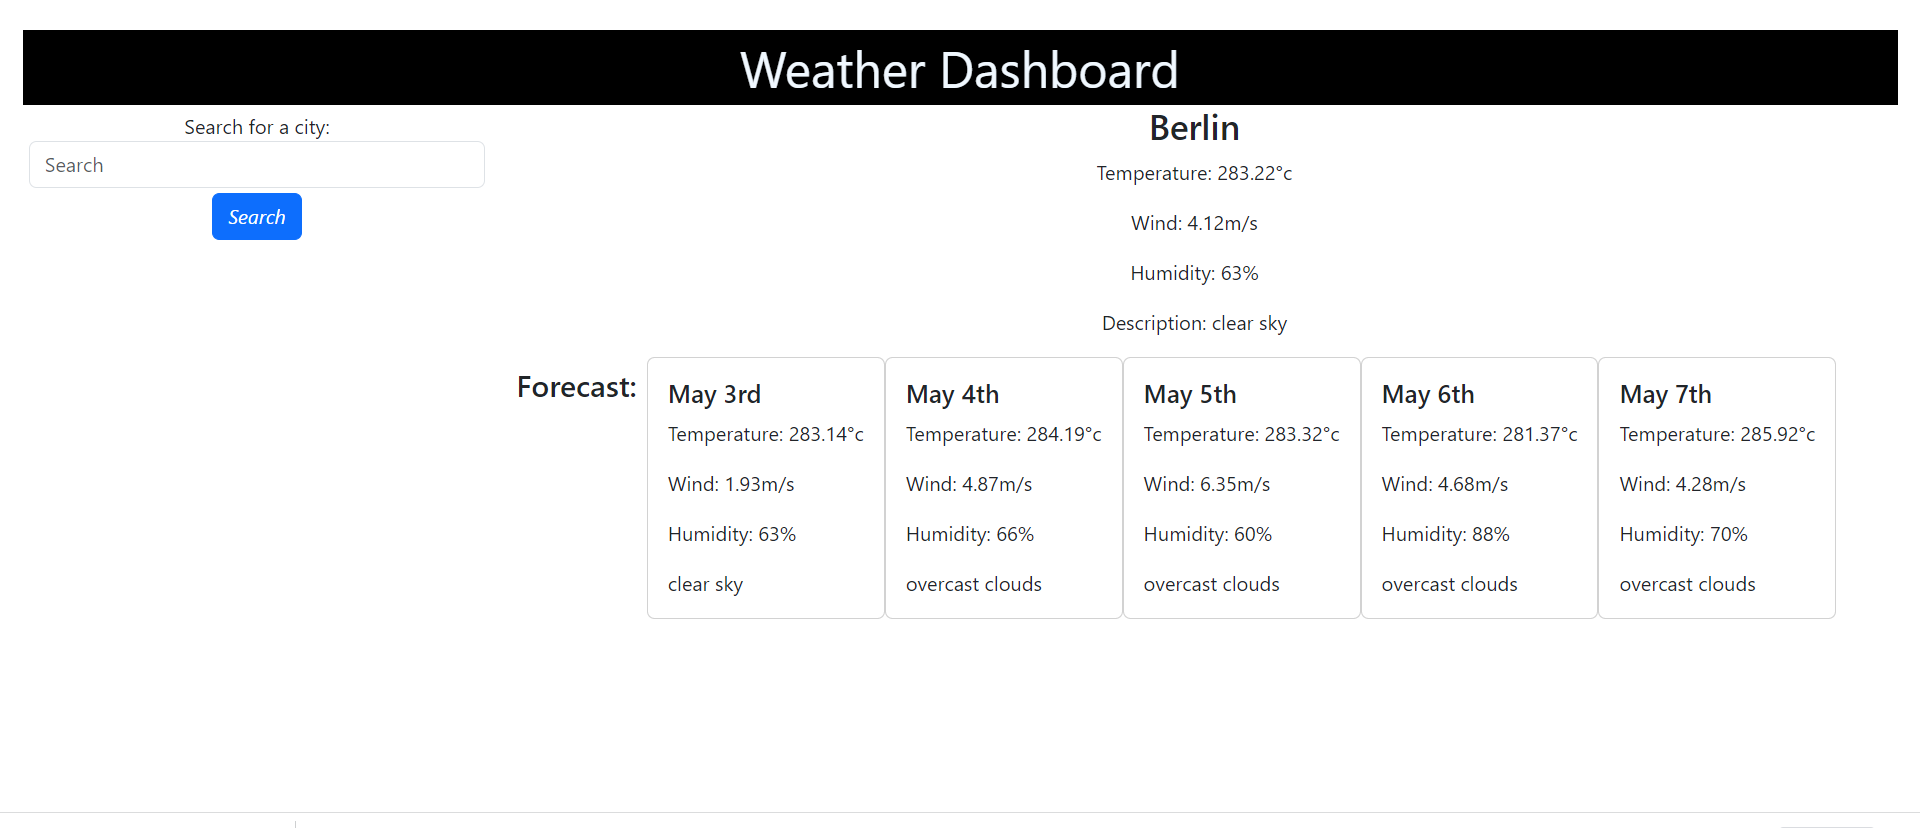 Weather Dashboard
Search for a city:
Search
Search
Berlin
Temperature: 283.22°c
Wind: 4.12m/s
Humidity: 63%
Description: clear sky
Forecast:
May 3rd
Temperature: 283.14°c
Wind: 1.93m/s
Humidity: 63%
clear sky
May 4th
Temperature: 284.19°c
Wind: 4.87m/s
Humidity: 66%
overcast clouds
May 5th
Temperature: 283.32°c
Wind: 6.35m/s
Humidity: 60%
overcast clouds
May 6th
Temperature: 281.37°c
Wind: 4.68m/s
Humidity: 88%
overcast clouds
May 7th
Temperature: 285.92°c
Wind: 4.28m/s
Humidity: 70%
overcast clouds